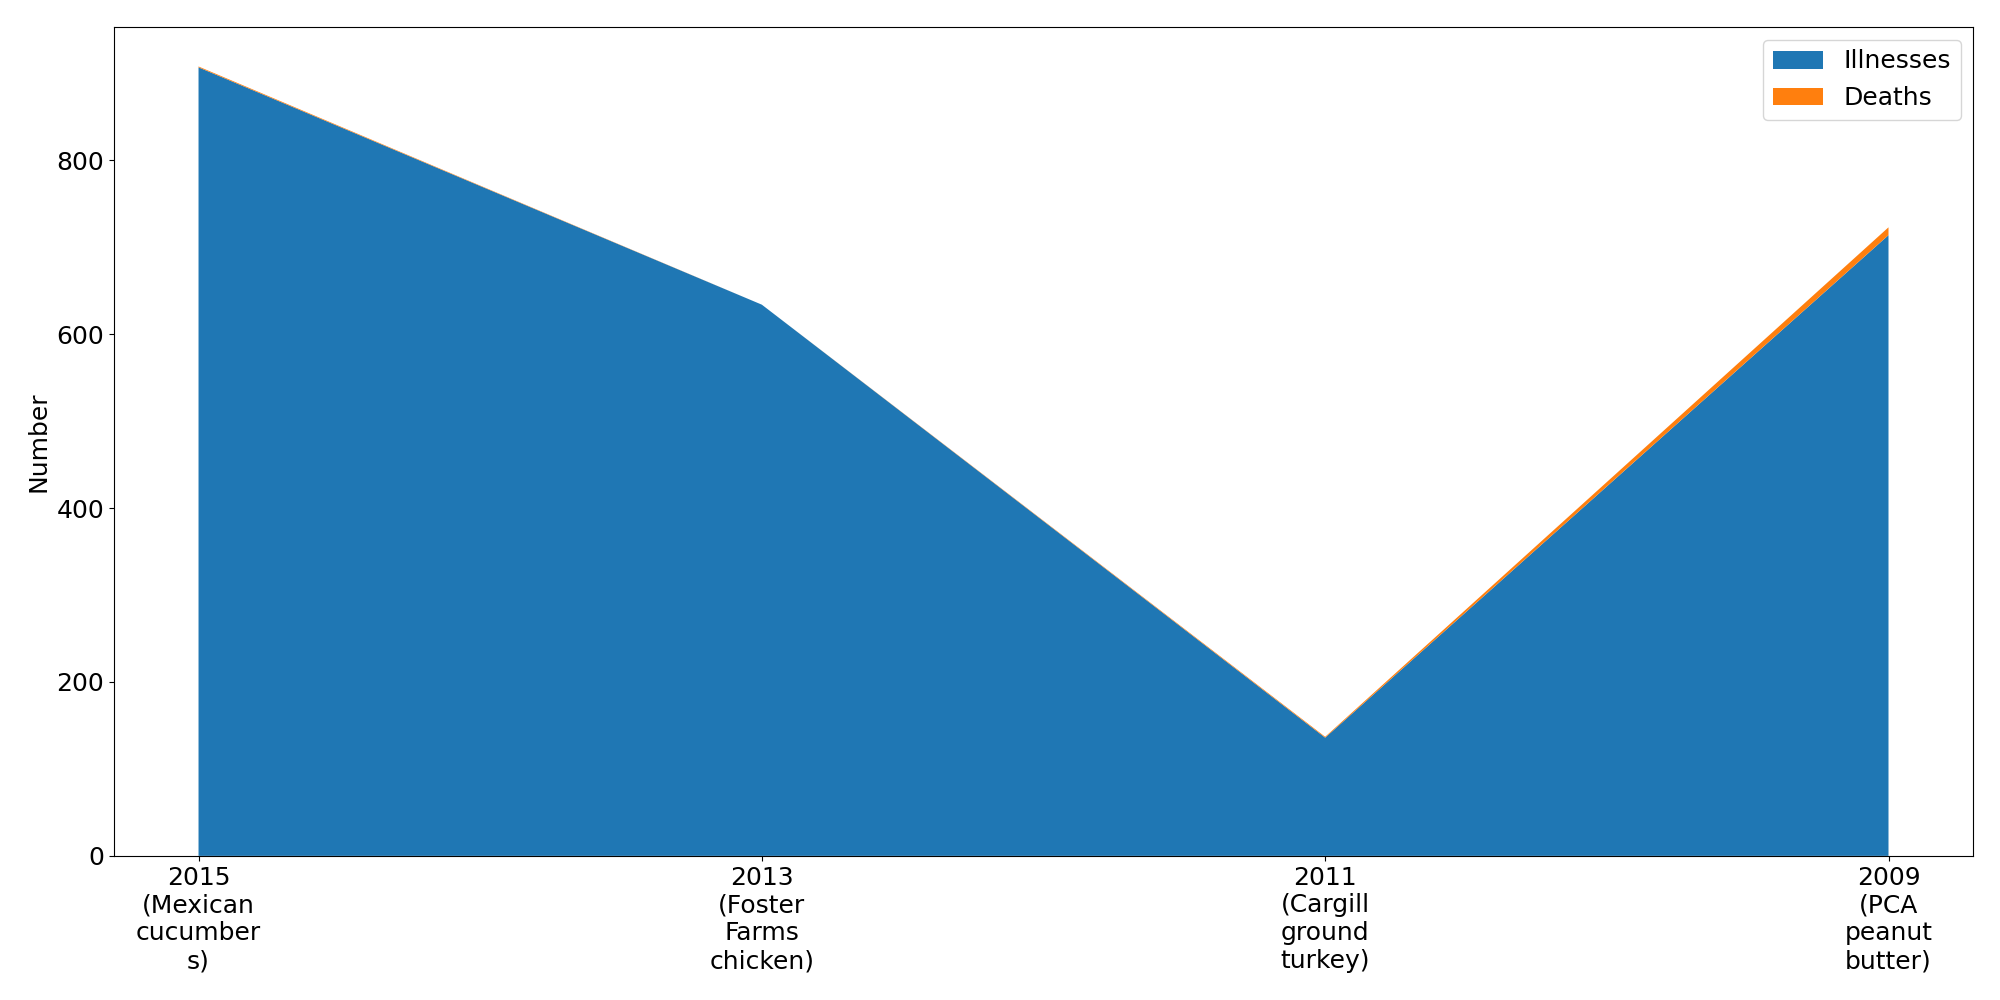 Illnesses
Deaths
Number
800
600
400
200
0
2015
(Mexican
cucumber
s)
2013
(Foster
Farms
chicken)
2011
(Cargill
ground
turkey)
2009
(PCA
peanut
butter)